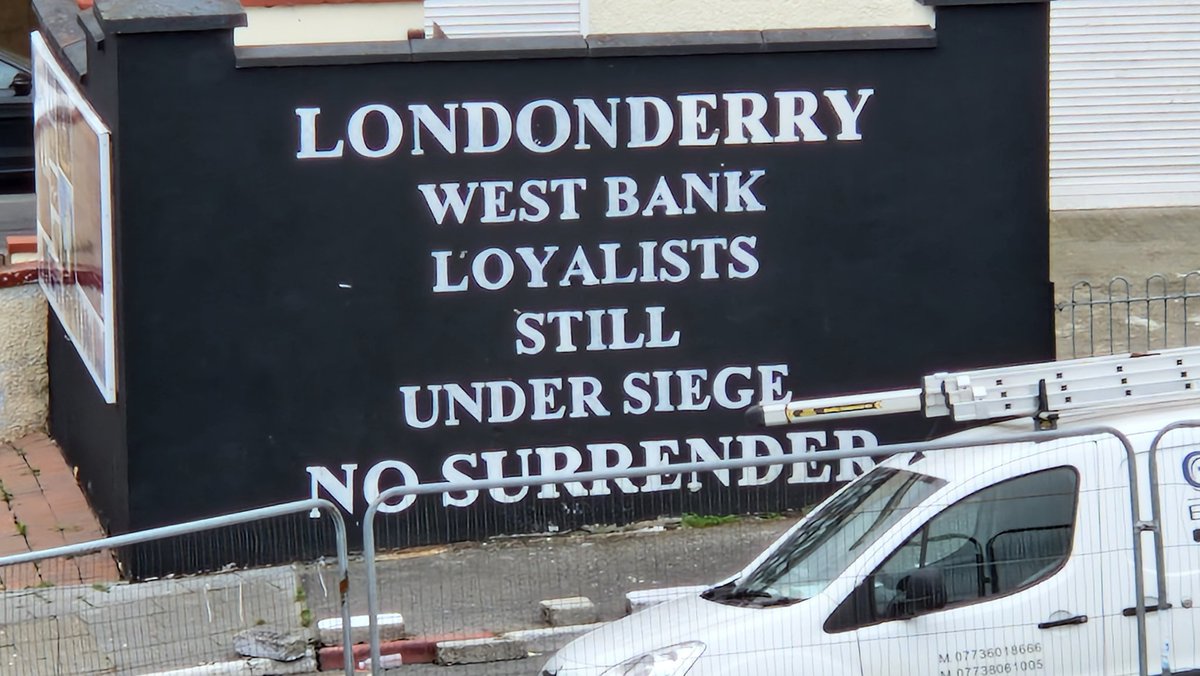 LONDONDERRY
WEST BANK
LOYALISTS
STILL
UNDER SIEGE
NO SURRENDER
M 07736018666
M 07738061005